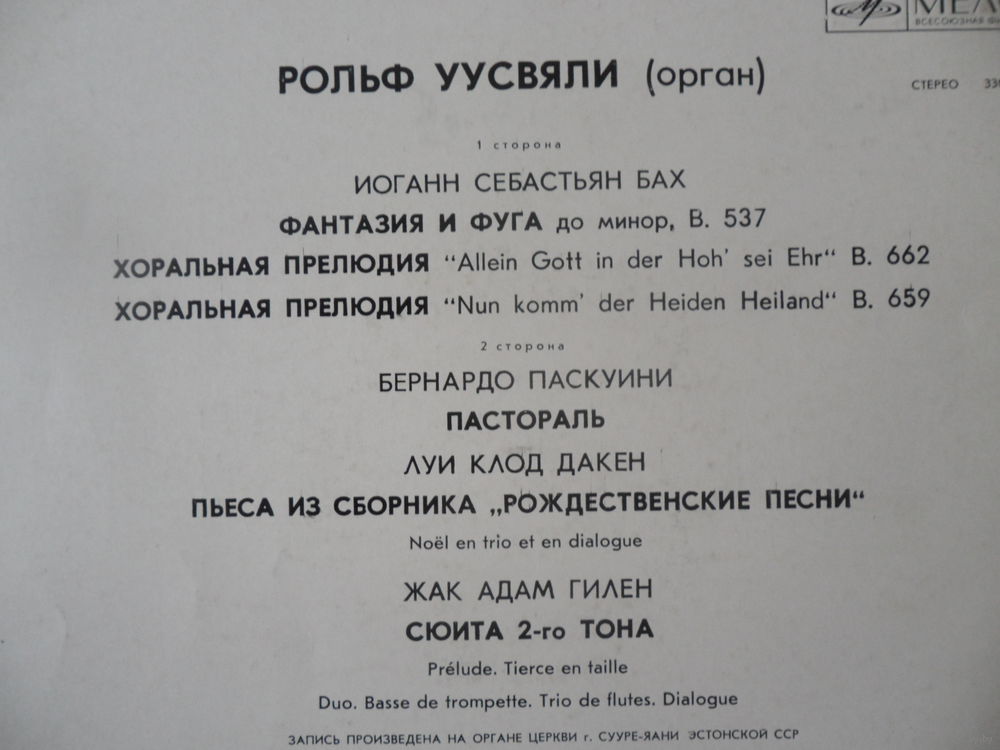 РОЛЬФ УУСВЯЛИ (орган)
СТЕРЕО
1 сторона
ИОГАНН СЕБАСТЬЯН БАХ
ФАНТАЗИЯ И ФУГА до минор, В. 537
ХОРАЛЬНАЯ ПРЕЛЮДИЯ “Allein Gott in der Hoh’ sei Ehr“ В. 662
ХОРАЛЬНАЯ ПРЕЛЮДИЯ “Nun komm’ der Heiden Heiland“ В. 659
2 сторона
БЕРНАРДО ПАСКУИНИ
ПАСТОРАЛЬ
ЛУИ КЛОД ДАКЕН
ПЬЕСА ИЗ СБОРНИКА „РОЖДЕСТВЕНСКИЕ ПЕСНИ“
Noël en trio et en dialogue
ЖАК АДАМ ГИЛЕН
СЮИТА 2-го ТОНА
Prélude. Tierce en taille
Duo. Basse de trompette. Trio de flutes. Dialogue
ЗАПИСЬ ПРОИЗВЕДЕНА НА ОРГАНЕ ЦЕРКВИ г. СУУРЕ-ЯАНИ ЭСТОНСКОЙ ССР